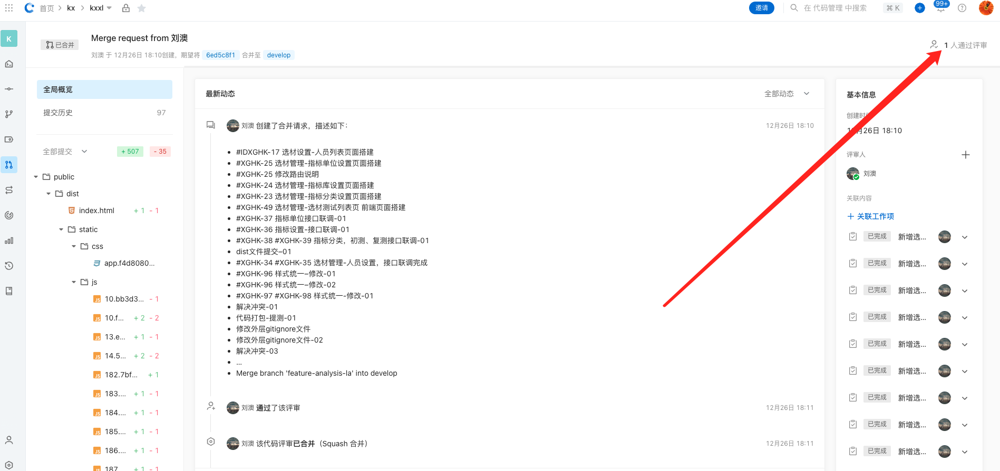 首页 kx kxxl
邀请
在 代码管理 中搜索
⌘ K
99+
K
已合并
Merge request from 刘澳
刘澳 于 12月26日 18:10创建，期望将 6ed5c8f1 合并至 develop
1 人通过评审
全局概览
提交历史 97
全部提交 + 507 - 35
public
dist
index.html + 1 - 1
static
css
app.f4d8080...
js
10.bb3d3... - 1
10.f... + 2 - 2
13.e... + 1 - 1
14.5... + 2 - 2
182.7bf... + 1
183.... + 1 - 1
184.... + 1 - 1
185.... + 1 - 1
186.... + 1 - 1
187 + 1 - 1
最新动态 全部动态
刘澳 创建了合并请求，描述如下： 12月26日 18:10
#IDXGHK-17 选材设置-人员列表页面搭建
#XGHK-25 选材管理-指标单位设置页面搭建
#XGHK-25 修改路由说明
#XGHK-24 选材管理-指标库设置页面搭建
#XGHK-23 选材管理-指标分类设置页面搭建
#XGHK-49 选材管理-选材测试列表页 前端页面搭建
#XGHK-37 指标单位接口联调-01
#XGHK-36 指标设置-接口联调-01
#XGHK-38 #XGHK-39 指标分类，初测、复测接口联调-01
dist文件提交–01
#XGHK-34 #XGHK-35 选材管理-人员设置，接口联调完成
#XGHK-96 样式统一–修改-01
#XGHK-96 样式统一–修改-02
#XGHK-97 #XGHK-98 样式统一-修改-01
解决冲突-01
代码打包-提测-01
修改外层gitignore文件
修改外层gitignore文件-02
解决冲突-03
...
Merge branch 'feature-analysis-la' into develop
刘澳 通过了该评审 12月26日 18:11
刘澳 该代码评审已合并（Squash 合并） 12月26日 18:11
基本信息
创建时
12月26日 18:10
评审人
刘澳
关联内容
关联工作项
已完成 新增选...
已完成 新增选...
已完成 新增选...
已完成 新增选...
已完成 新增选...
已完成 新增选...
已完成 新增选...
已完成 新增选...
已完成 新增选...